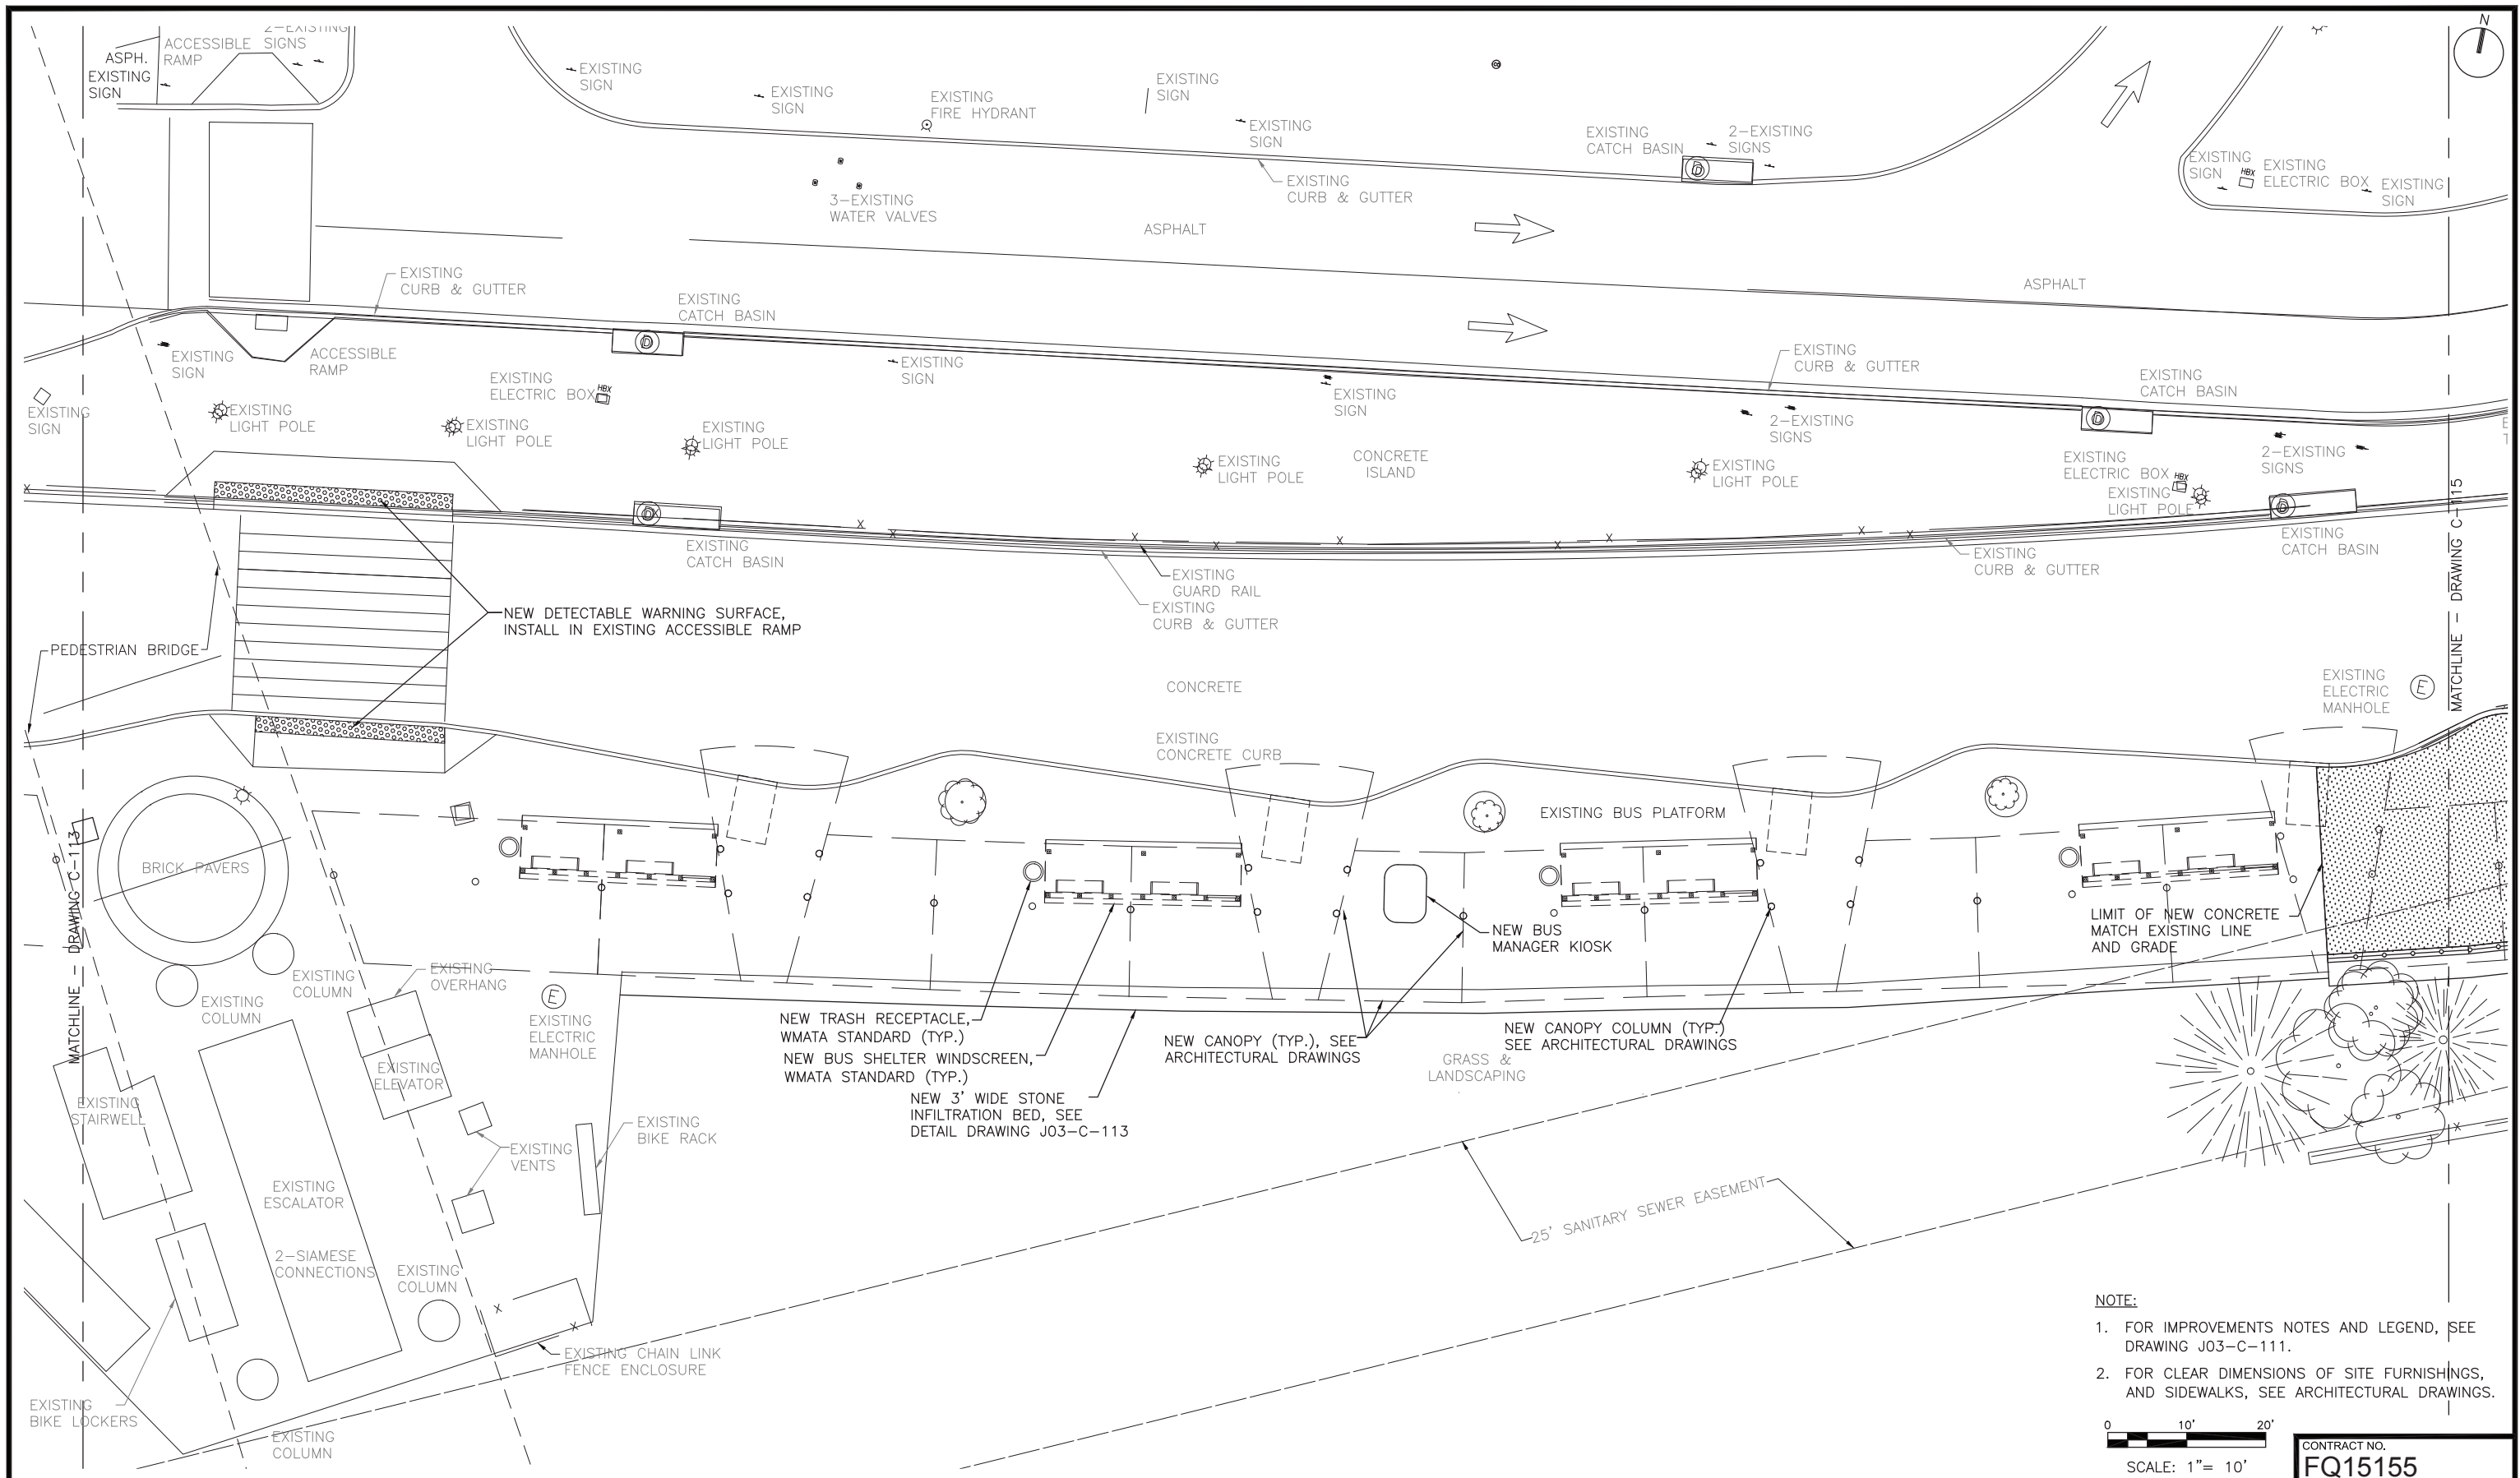 N
2-EXISTING
SIGNS
ACCESSIBLE
RAMP
ASPH.
EXISTING
SIGN
EXISTING
SIGN
EXISTING
SIGN
EXISTING
FIRE HYDRANT
EXISTING
SIGN
EXISTING
SIGN
EXISTING
CATCH BASIN
D
2-EXISTING
SIGNS
EXISTING
SIGN
HBX
EXISTING
ELECTRIC BOX
EXISTING
SIGN
EXISTING
CURB & GUTTER
3-EXISTING
WATER VALVES
ASPHALT
ASPHALT
EXISTING
CURB & GUTTER
EXISTING
CATCH BASIN
D
EXISTING
SIGN
ACCESSIBLE
RAMP
EXISTING
ELECTRIC BOX
HBX
EXISTING
SIGN
EXISTING
SIGN
EXISTING
CURB & GUTTER
EXISTING
CATCH BASIN
D
EXISTING
SIGN
EXISTING
LIGHT POLE
EXISTING
LIGHT POLE
EXISTING
LIGHT POLE
EXISTING
LIGHT POLE
CONCRETE
ISLAND
2-EXISTING
SIGNS
EXISTING
LIGHT POLE
EXISTING
ELECTRIC BOX
HBX
EXISTING
LIGHT POLE
2-EXISTING
SIGNS
E
T
X
D
EXISTING
CATCH BASIN
X
X
X
X
X
X
X
X
X
D
EXISTING
CATCH BASIN
EXISTING
GUARD RAIL
EXISTING
CURB & GUTTER
EXISTING
CURB & GUTTER
MATCHLINE - DRAWING C-115
NEW DETECTABLE WARNING SURFACE,
INSTALL IN EXISTING ACCESSIBLE RAMP
PEDESTRIAN BRIDGE
CONCRETE
EXISTING
ELECTRIC
MANHOLE
E
EXISTING
CONCRETE CURB
EXISTING BUS PLATFORM
MATCHLINE - DRAWING C-113
BRICK PAVERS
NEW BUS
MANAGER KIOSK
LIMIT OF NEW CONCRETE
MATCH EXISTING LINE
AND GRADE
EXISTING
COLUMN
EXISTING
COLUMN
EXISTING
OVERHANG
E
EXISTING
ELECTRIC
MANHOLE
NEW TRASH RECEPTACLE,
WMATA STANDARD (TYP.)
NEW BUS SHELTER WINDSCREEN,
WMATA STANDARD (TYP.)
NEW 3' WIDE STONE
INFILTRATION BED, SEE
DETAIL DRAWING J03-C-113
NEW CANOPY (TYP.), SEE
ARCHITECTURAL DRAWINGS
NEW CANOPY COLUMN (TYP.)
SEE ARCHITECTURAL DRAWINGS
GRASS &
LANDSCAPING
EXISTING
ELEVATOR
EXISTING
STAIRWELL
EXISTING
BIKE RACK
EXISTING
VENTS
EXISTING
ESCALATOR
X
25' SANITARY SEWER EASEMENT
2-SIAMESE
CONNECTIONS
EXISTING
COLUMN
X
X
EXISTING CHAIN LINK
FENCE ENCLOSURE
EXISTING
BIKE LOCKERS
EXISTING
COLUMN
NOTE:
1. FOR IMPROVEMENTS NOTES AND LEGEND, SEE
DRAWING J03-C-111.
2. FOR CLEAR DIMENSIONS OF SITE FURNISHINGS,
AND SIDEWALKS, SEE ARCHITECTURAL DRAWINGS.
0 10' 20'
SCALE: 1"= 10'
CONTRACT NO.
FQ15155